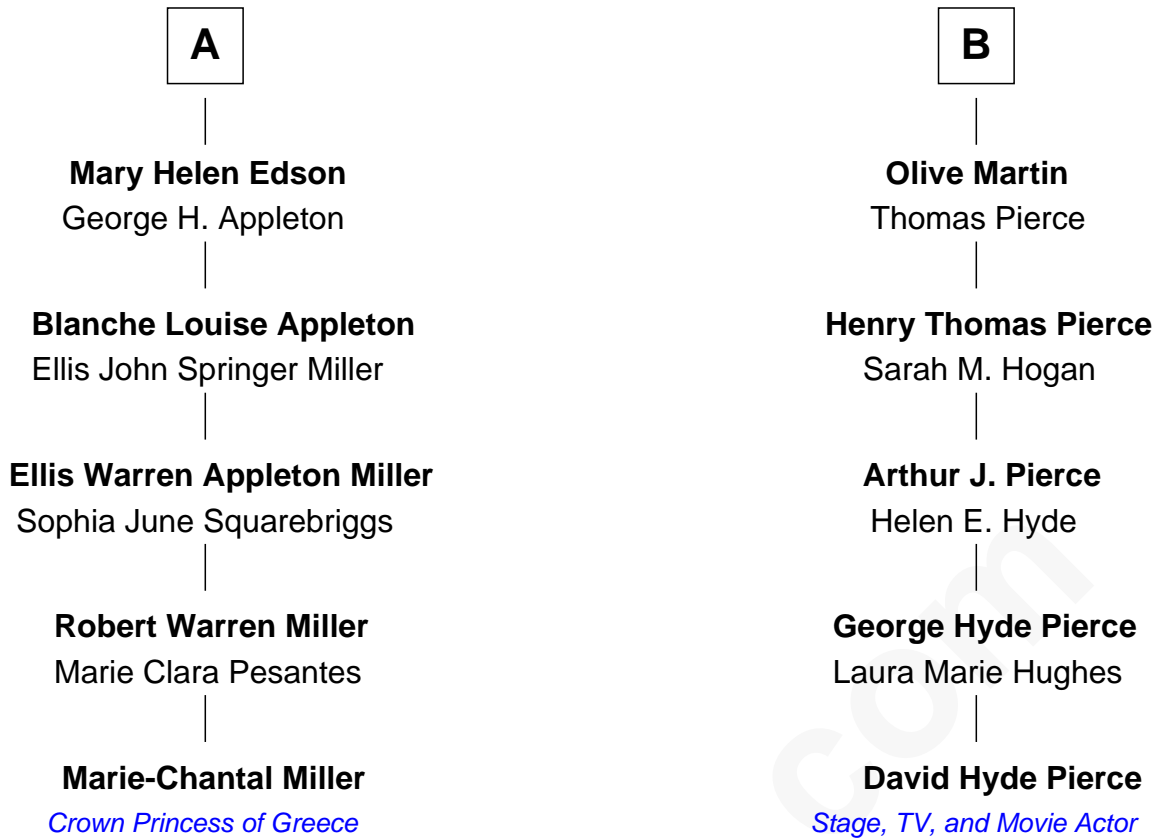 A
Mary Helen Edson
George H. Appleton
Blanche Louise Appleton
Ellis John Springer Miller
Ellis Warren Appleton Miller
Sophia June Squarebriggs
Robert Warren Miller
Marie Clara Pesantes
Marie-Chantal Miller
Crown Princess of Greece
B
Olive Martin
Thomas Pierce
Henry Thomas Pierce
Sarah M. Hogan
Arthur J. Pierce
Helen E. Hyde
George Hyde Pierce
Laura Marie Hughes
David Hyde Pierce
Stage, TV, and Movie Actor
com